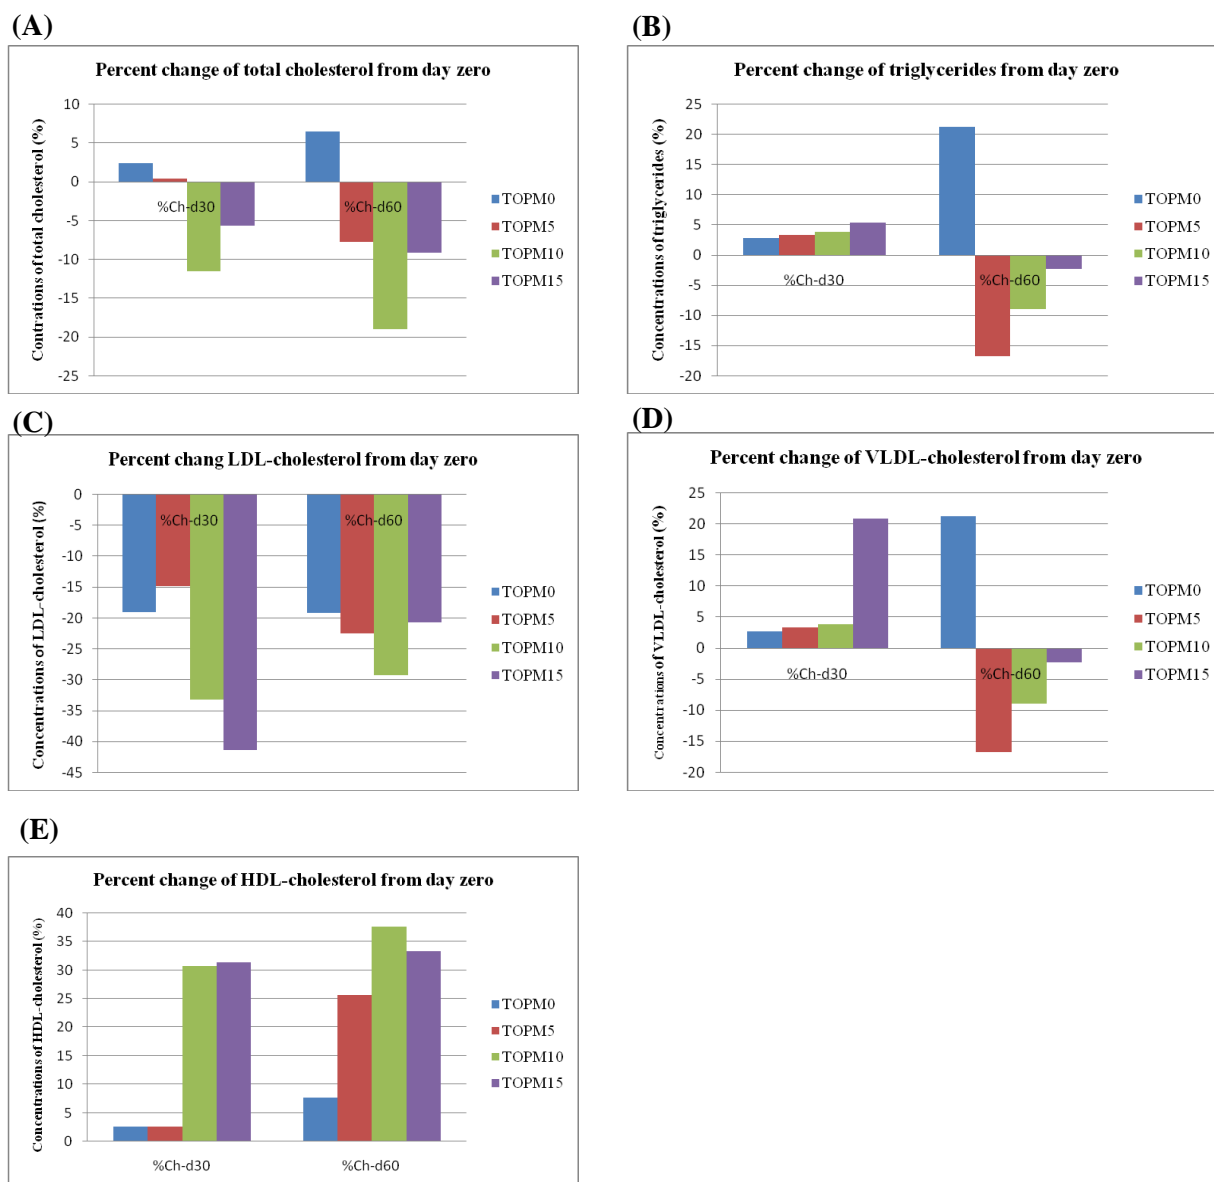 (A)
Percent change of total cholesterol from day zero
Contrations of total cholesterol (%)
10
5
0
-5
-10
-15
-20
-25
%Ch-d30
%Ch-d60
TOPM0
TOPM5
TOPM10
TOPM15
(B)
Percent change of triglycerides from day zero
Concentrations of triglycerides (%)
%
25
20
15
10
5
0
-5
-10
-15
-20
%Ch-d30
%Ch-d60
TOPM0
TOPM5
TOPM10
TOPM15
(C)
Percent chang LDL-cholesterol from day zero
Concentrations of LDL-cholesterol (%)
0
-5
-10
-15
-20
-25
-30
-35
-40
-45
%Ch-d30
%Ch-d60
TOPM0
TOPM5
TOPM10
TOPM15
(D)
Percent change of VLDL-cholesterol from day zero
Concentrations of VLDL-cholesterol (%)
25
20
15
10
5
0
-5
-10
-15
-20
%Ch-d30
%Ch-d60
TOPM0
TOPM5
TOPM10
TOPM15
(E)
Percent change of HDL-cholesterol from day zero
Concentrations of HDL-cholesterol (%)
40
35
30
25
20
15
10
5
0
%Ch-d30
%Ch-d60
TOPM0
TOPM5
TOPM10
TOPM15